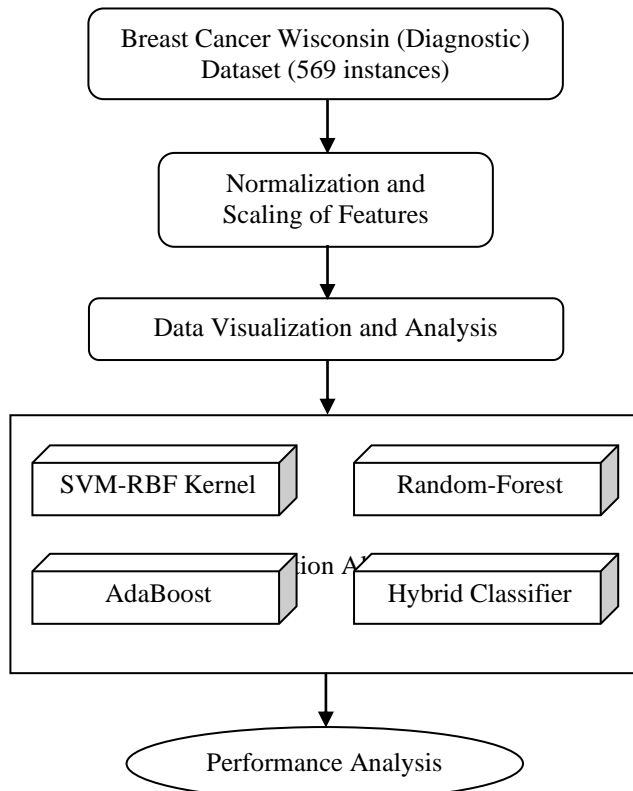 Breast Cancer Wisconsin (Diagnostic)
Dataset (569 instances)
Normalization and
Scaling of Features
Data Visualization and Analysis
SVM-RBF Kernel
Random-Forest
AdaBoost
Hybrid Classifier
Performance Analysis